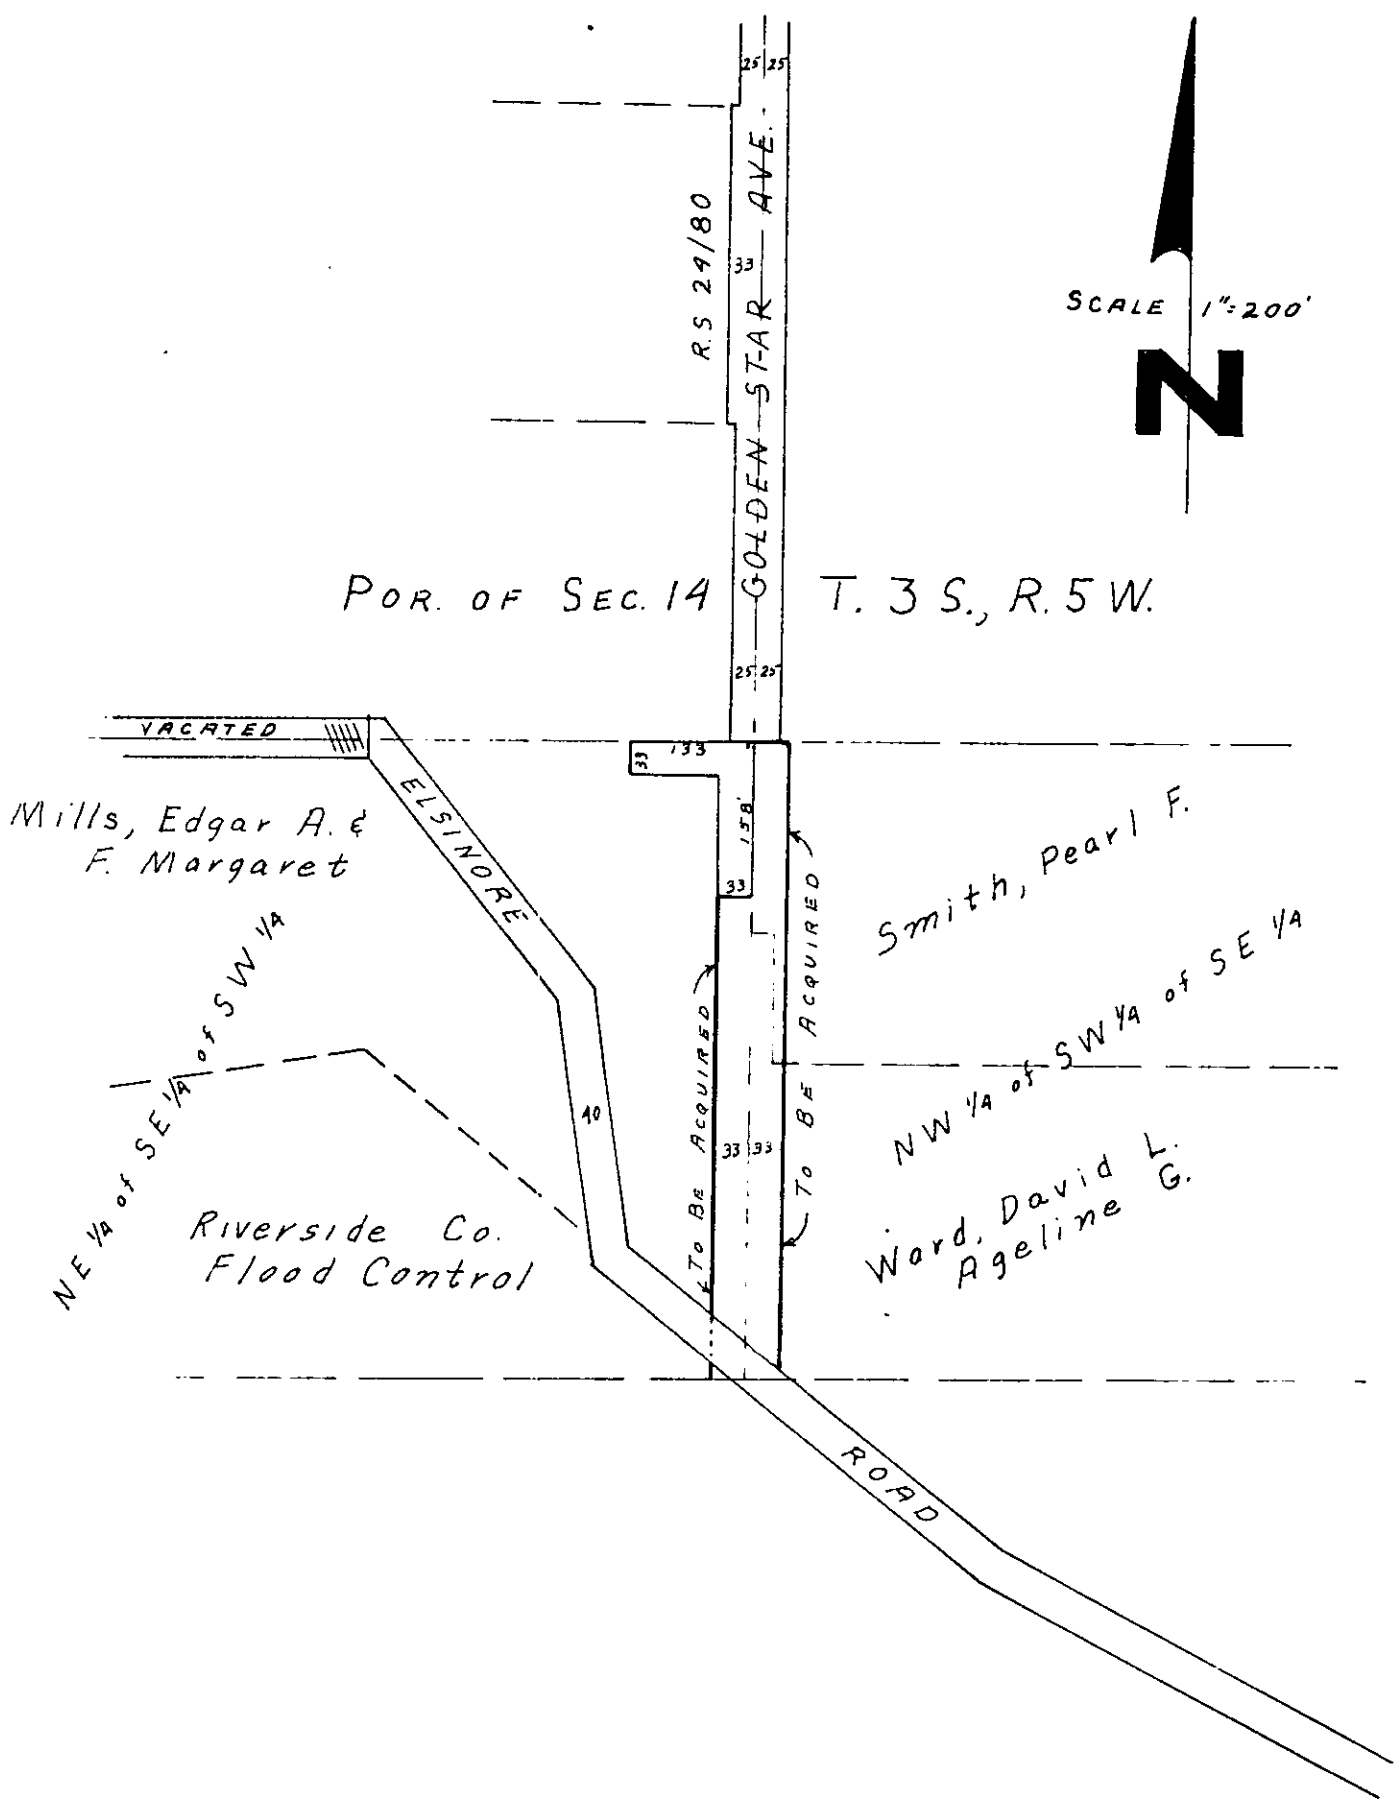 25 25
GOLDEN STAR AVE.
R.S 24/80
33
SCALE 1"=200'
N
POR. OF SEC. 14 T. 3 S., R. 5 W.
25 25
VACATED
133
33
158'
33
ELSINORE
Mills, Edgar A. &
F. Margaret
Smith, Pearl F.
TO BE ACQUIRED
TO BE ACQUIRED
NE 1/4 of SE 1/4 of SW 1/4
NW 1/4 of SW 1/4 of SE 1/4
40
33 33
Riverside Co.
Flood Control
Ward, David L.
Ageline G.
ROAD